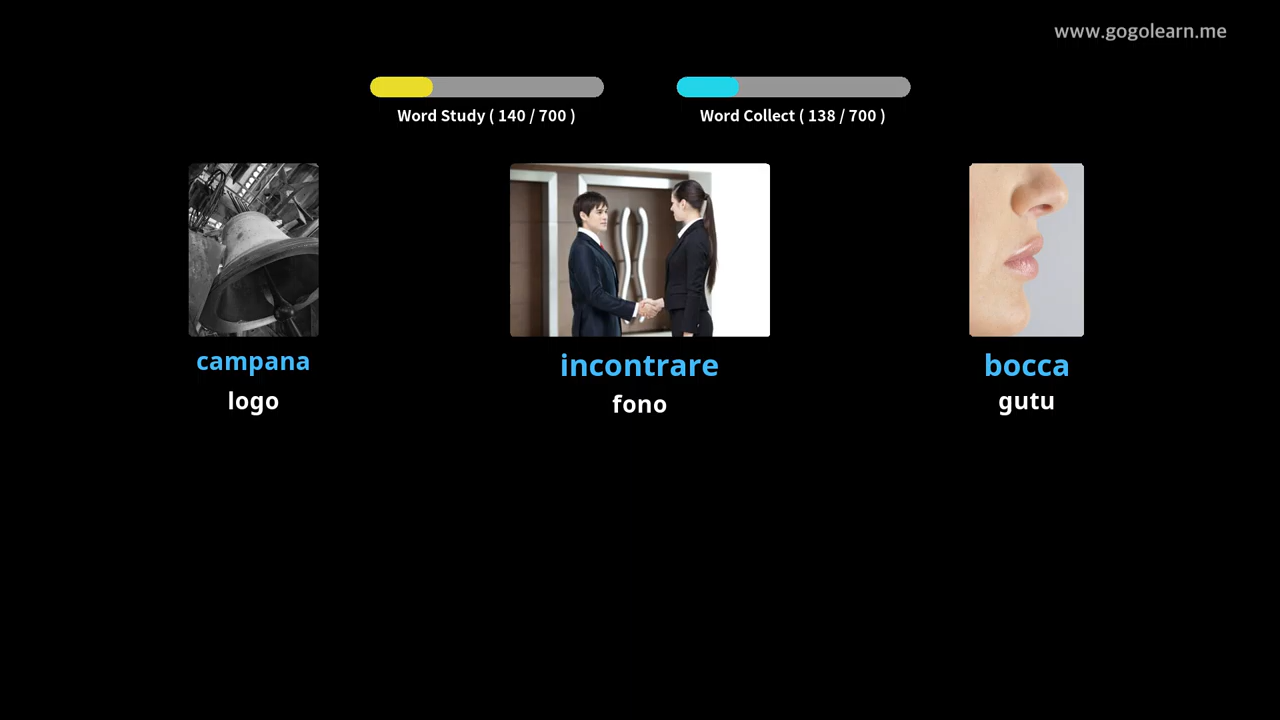 www.gogolearn.me
Word Study ( 140 / 700 )
Word Collect ( 138 / 700 )
campana
logo
incontrare
fono
bocca
gutu